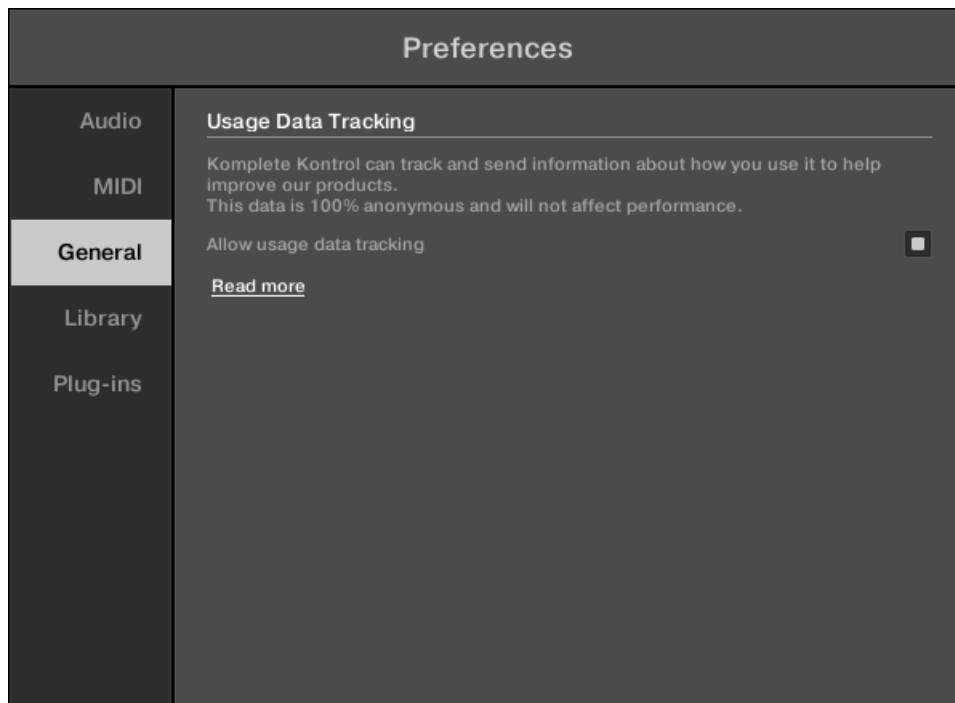 Preferences
Audio
MIDI
General
Library
Plug-ins
Usage Data Tracking
Komplete Kontrol can track and send information about how you use it to help
improve our products.
This data is 100% anonymous and will not affect performance.
Allow usage data tracking
Read more